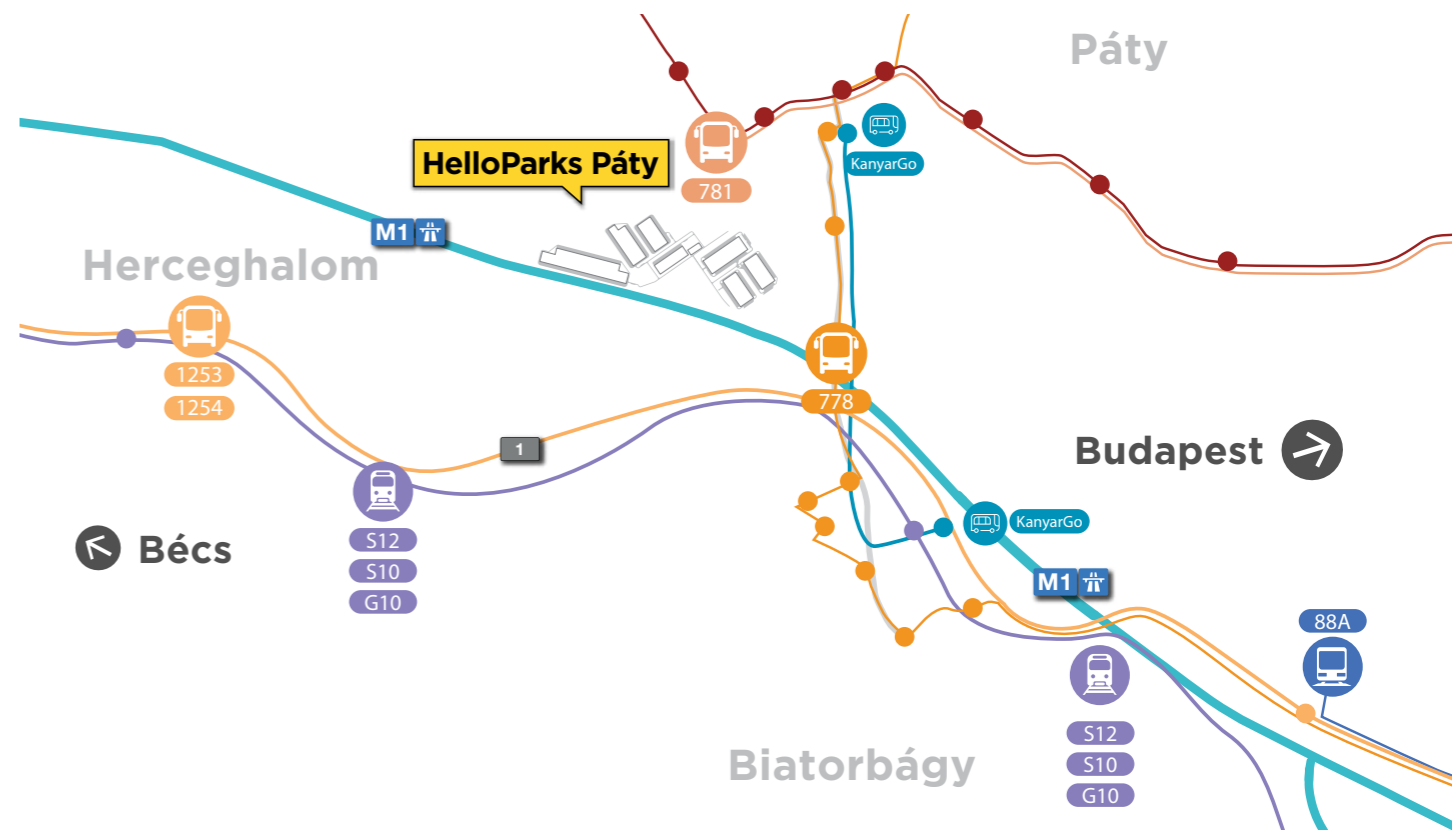 Páty
KanyarGo
HelloParks Páty
781
M1
Herceghalom
1253
1254
778
1
Budapest
KanyarGo
Bécs
S12
S10
G10
M1
88A
Biatorbágy
S12
S10
G10